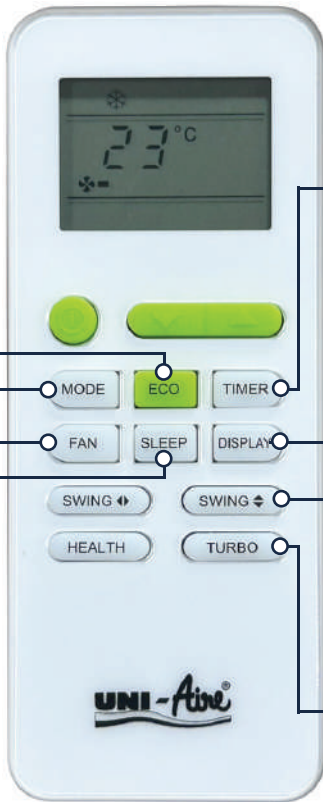 23°C
MODE ECO TIMER
FAN SLEEP DISPLAY
SWING SWING
HEALTH TURBO
UNI-Aire®